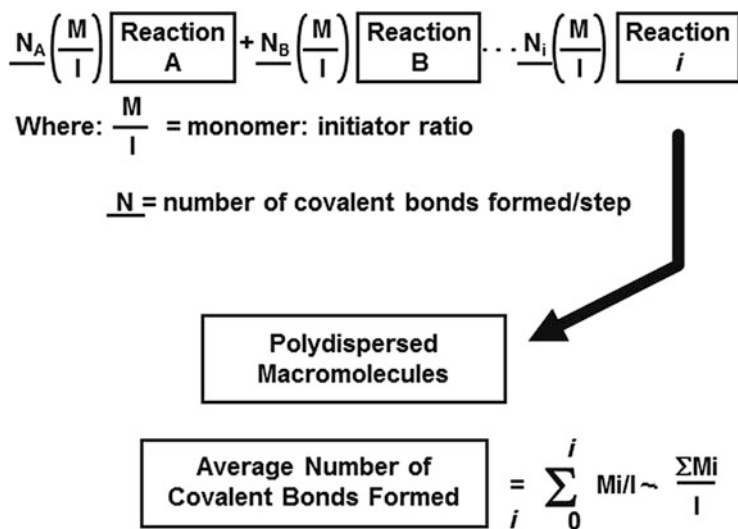 N_A (M/I) Reaction A + N_B (M/I) Reaction B . . . N_i (M/I) Reaction i
Where: M/I = monomer: initiator ratio
N = number of covalent bonds formed/step
Polydispersed
Macromolecules
Average Number of
Covalent Bonds Formed = i ∑ i 0 Mi/I ~ ΣMi/I